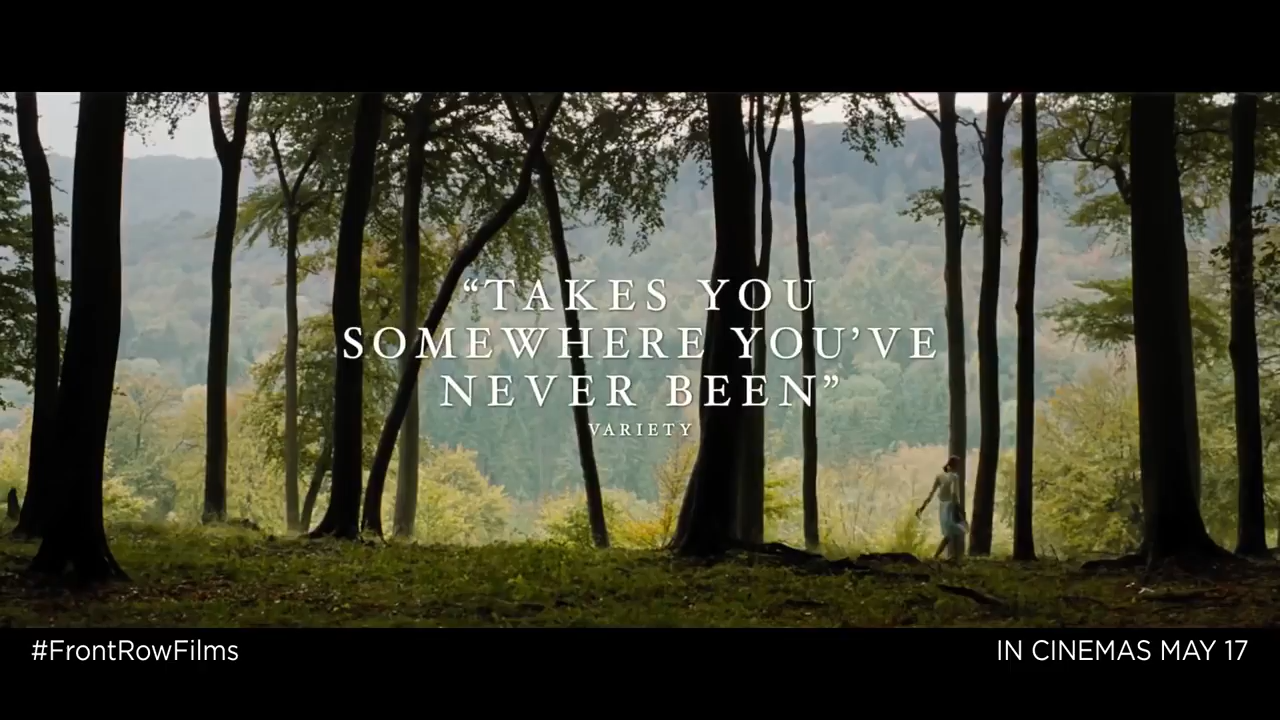 “TAKES YOU
SOMEWHERE YOU’VE
NEVER BEEN”
VARIETY
#FrontRowFilms
IN CINEMAS MAY 17